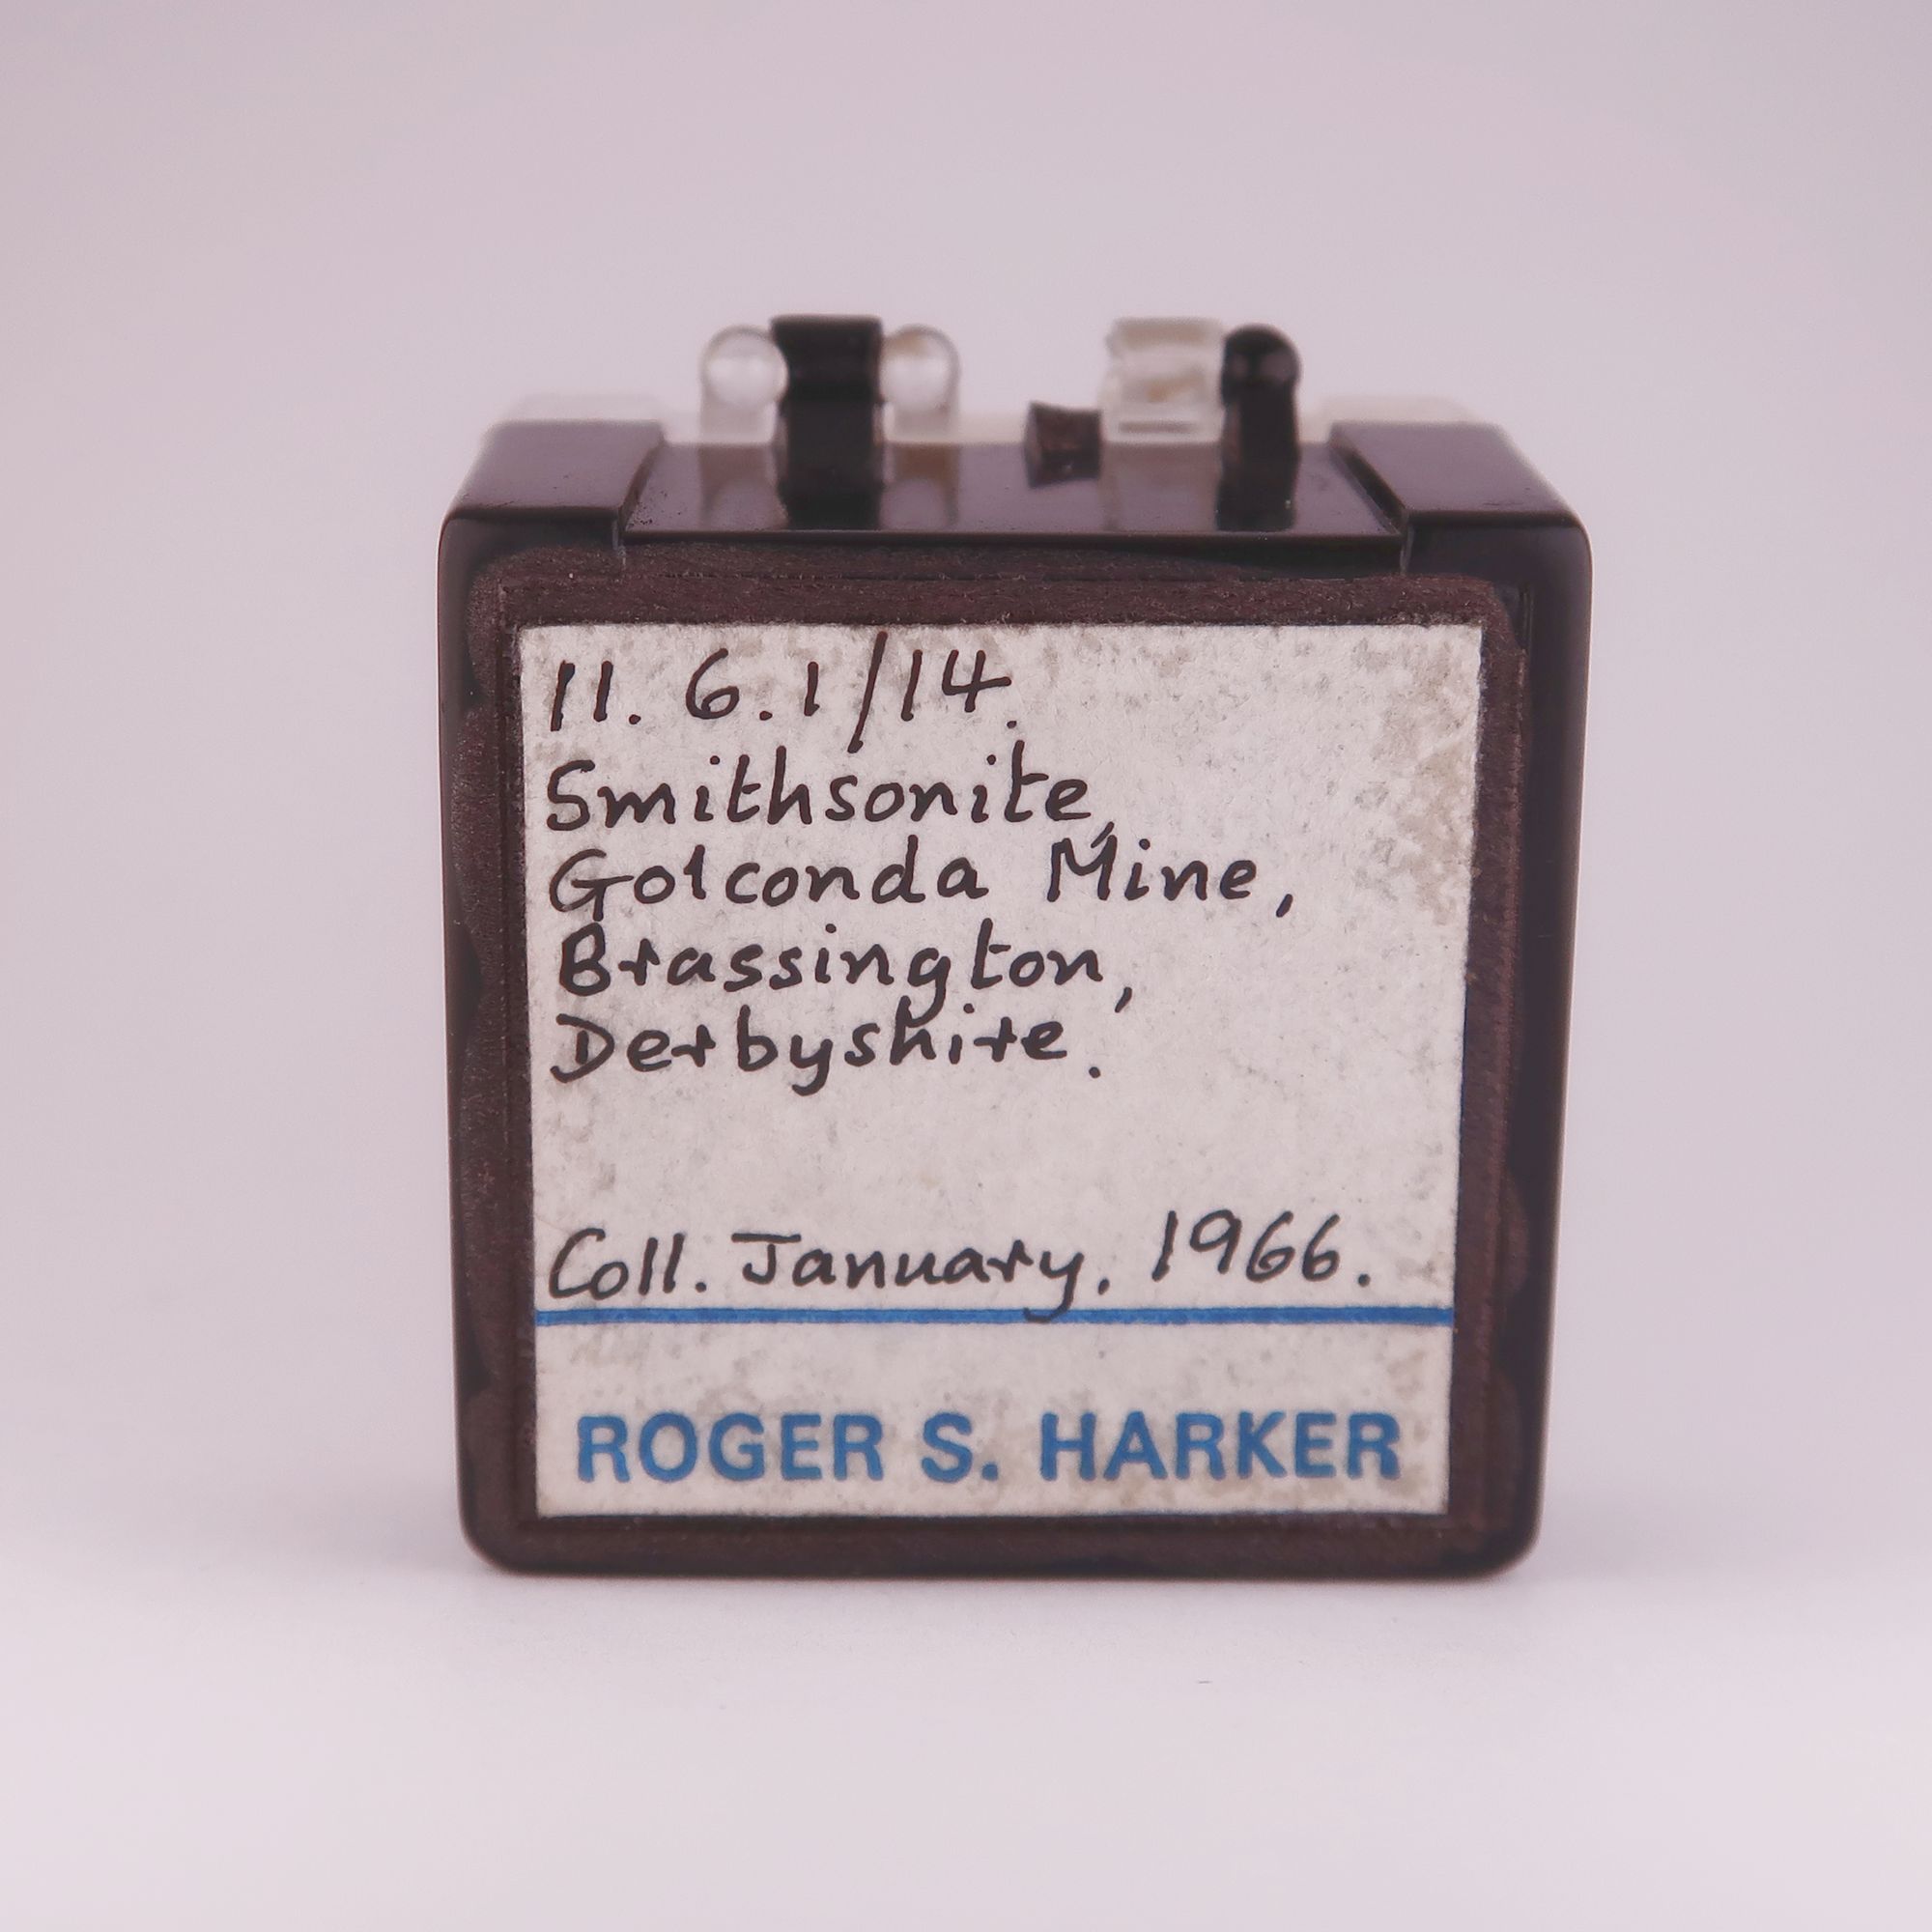 11. 6.1/14.
Smithsonite,
Golconda Mine,
Brassington,
Derbyshire.
Coll. January, 1966.
ROGER S. HARKER